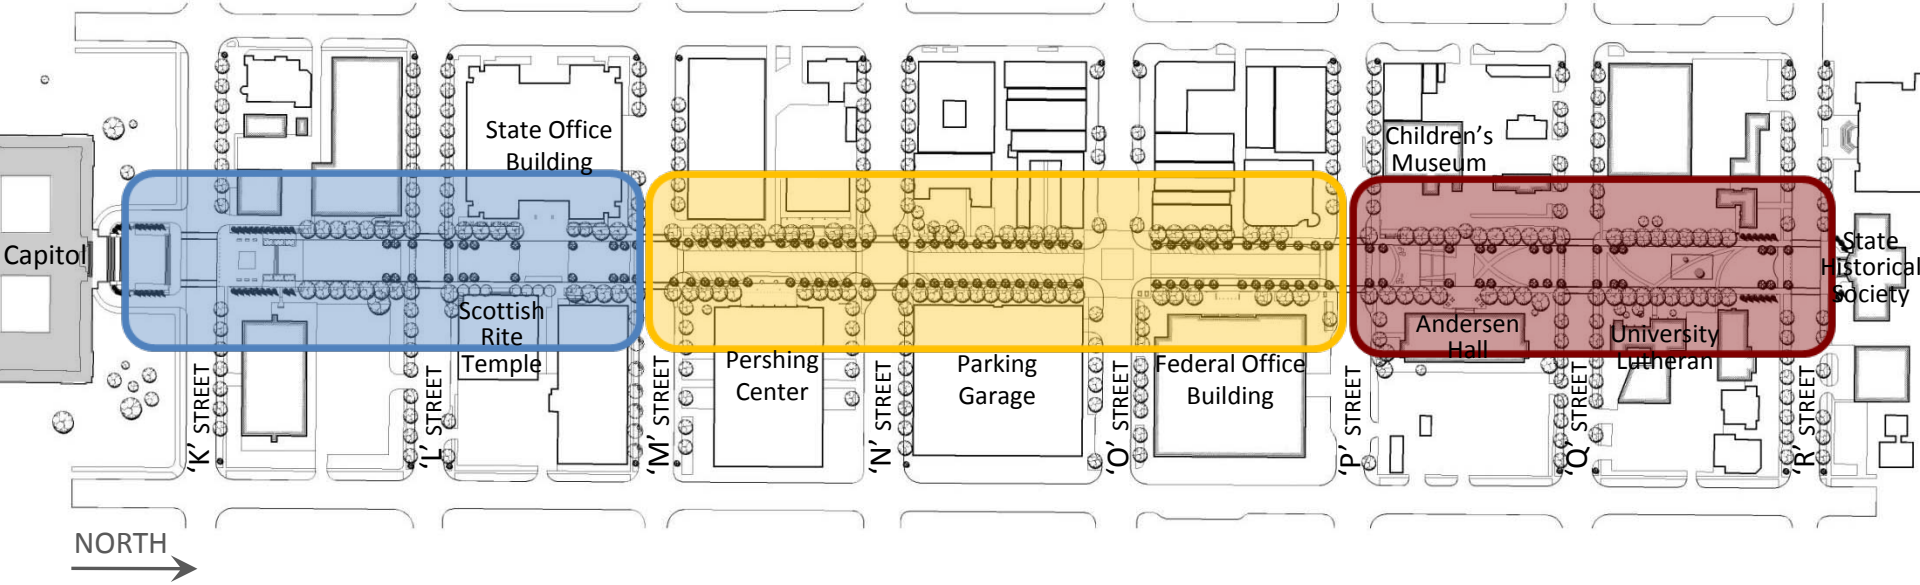 State Office
Building
Children's
Museum
Capitol
State
Historical
Society
Scottish
Rite
Temple
Andersen
Hall
University
Lutheran
Pershing
Center
Parking
Garage
Federal Office
Building
'K' STREET
'L' STREET
'M' STREET
'N' STREET
'O' STREET
'P' STREET
'Q' STREET
'R' STREET
NORTH